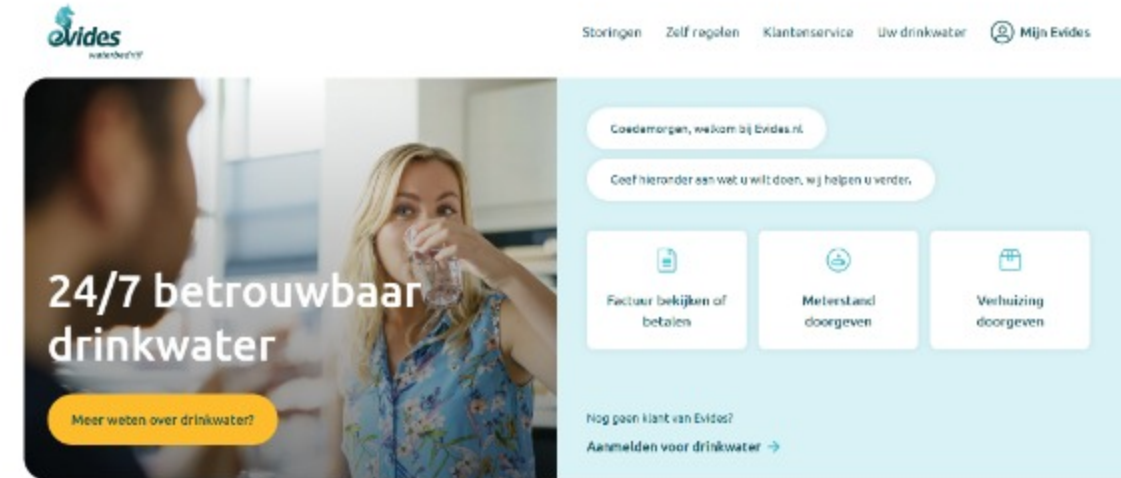 evides
waterbedrijf
Storingen Zelf regelen Klantenservice Uw drinkwater Mijn Evides
Goedemorgen, welkom bij Evides.nl
Geef hieronder aan wat u wilt doen, wij helpen u verder.
24/7 betrouwbaar
drinkwater
Meer weten over drinkwater?
Factuur bekijken of
betalen
Meterstand
doorgeven
Verhuizing
doorgeven
Nog geen klant van Evides?
Aanmelden voor drinkwater →